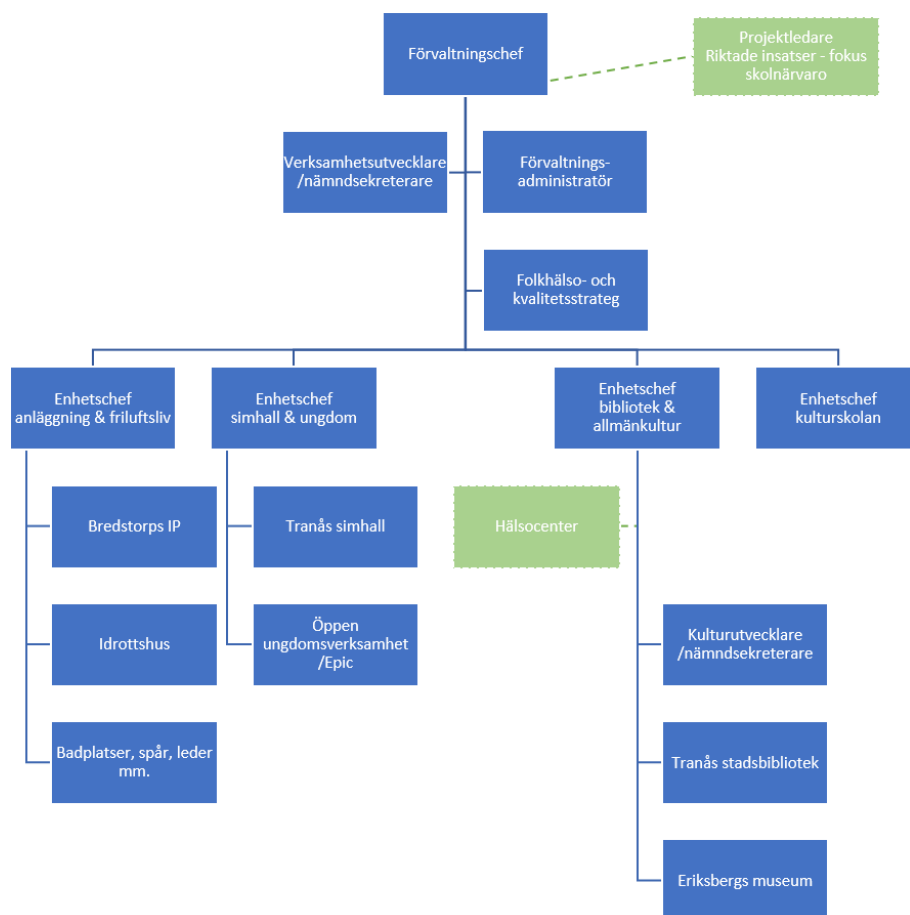 Förvaltningschef
Projektledare
Riktade insatser - fokus
skolnärvaro
Verksamhetsutvecklare
/nämndsekreterare
Förvaltnings-
administratör
Folkhälso- och
kvalitetsstrateg
Enhetschef
anläggning & friluftsliv
Enhetschef
simhall & ungdom
Enhetschef
bibliotek &
allmänkultur
Enhetschef
kulturskolan
Bredstorps IP
Tranås simhall
Hälsocenter
Idrottshus
Öppen
ungdomsverksamhet
/Epic
Kulturutvecklare
/nämndsekreterare
Badplatser, spår, leder
mm.
Tranås stadsbibliotek
Eriksbergs museum